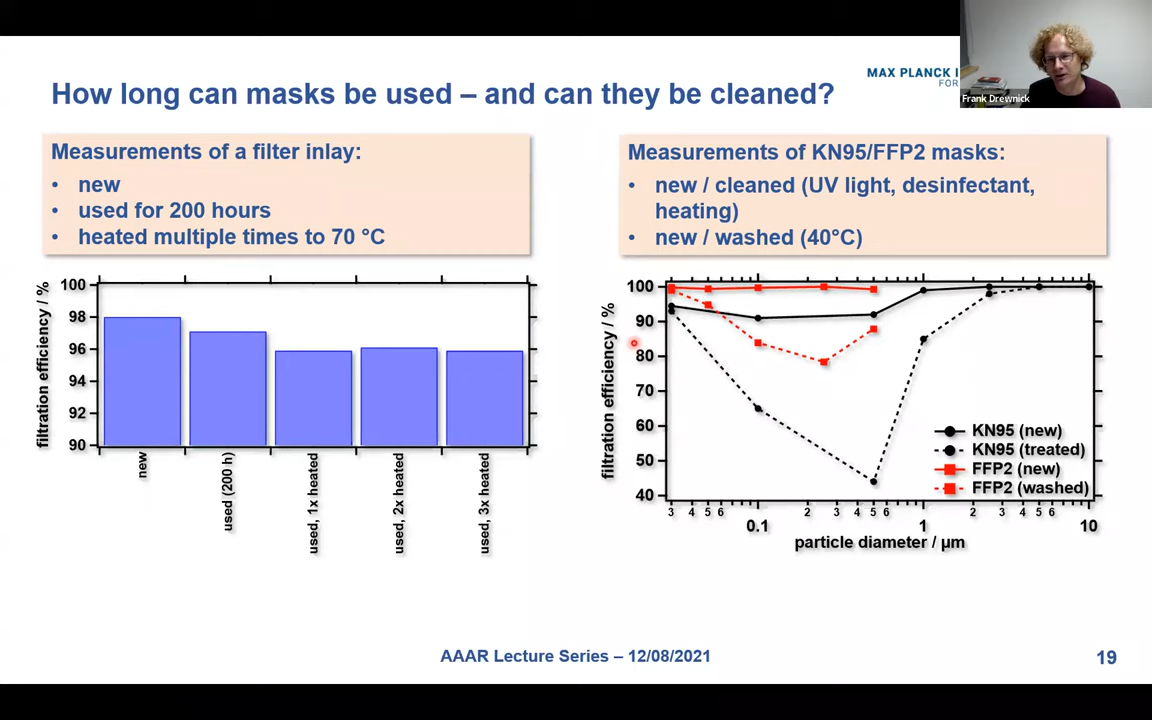 MAX PLANCK I
FOR
Frank Drewnick
How long can masks be used – and can they be cleaned?
Measurements of a filter inlay:
• new
• used for 200 hours
• heated multiple times to 70 °C
Measurements of KN95/FFP2 masks:
• new / cleaned (UV light, desinfectant,
heating)
• new / washed (40°C)
filtration efficiency / %
100
98
96
94
92
90
new
used (200 h)
used, 1x heated
used, 2x heated
used, 3x heated
filtration efficiency / %
100
90
80
70
60
50
40
KN95 (new)
KN95 (treated)
FFP2 (new)
FFP2 (washed)
3 4 5 6 2 3 4 5 6 2 3 4 5 6
0.1 1 10
particle diameter / µm
AAAR Lecture Series – 12/08/2021
19